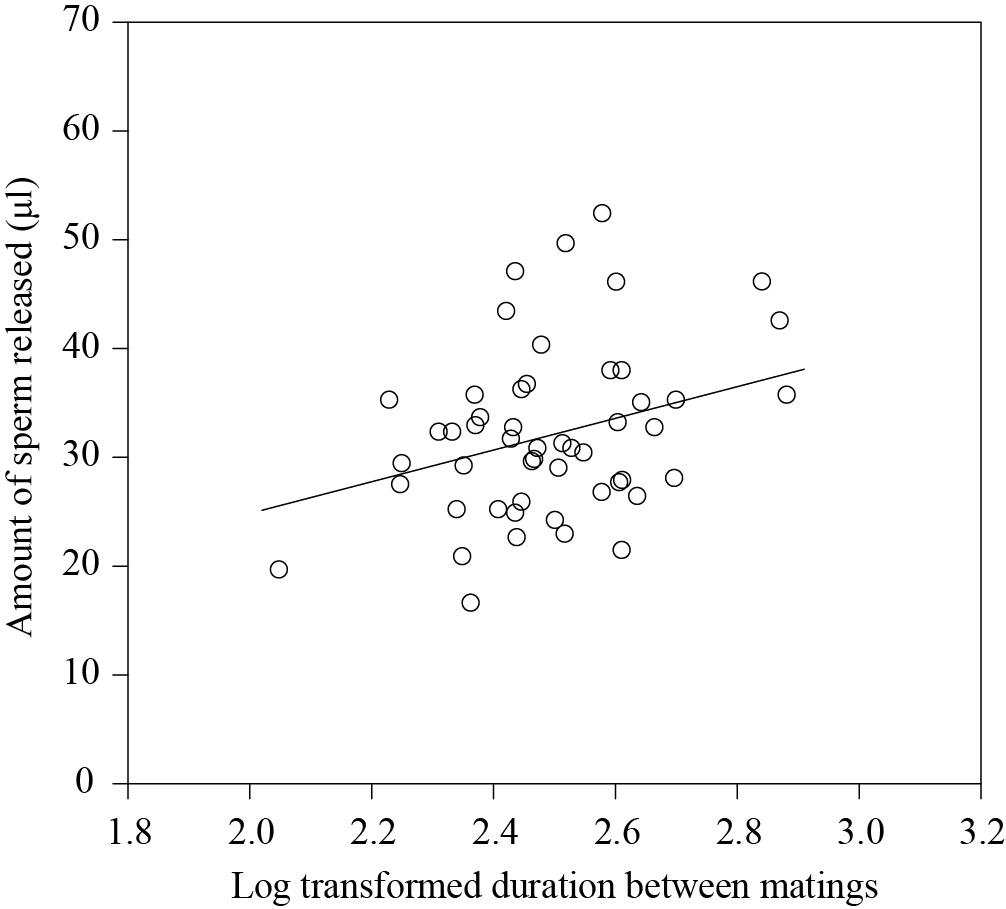 70
60
50
40
30
20
10
0
Amount of sperm released (µl)
1.8 2.0 2.2 2.4 2.6 2.8 3.0 3.2
Log transformed duration between matings